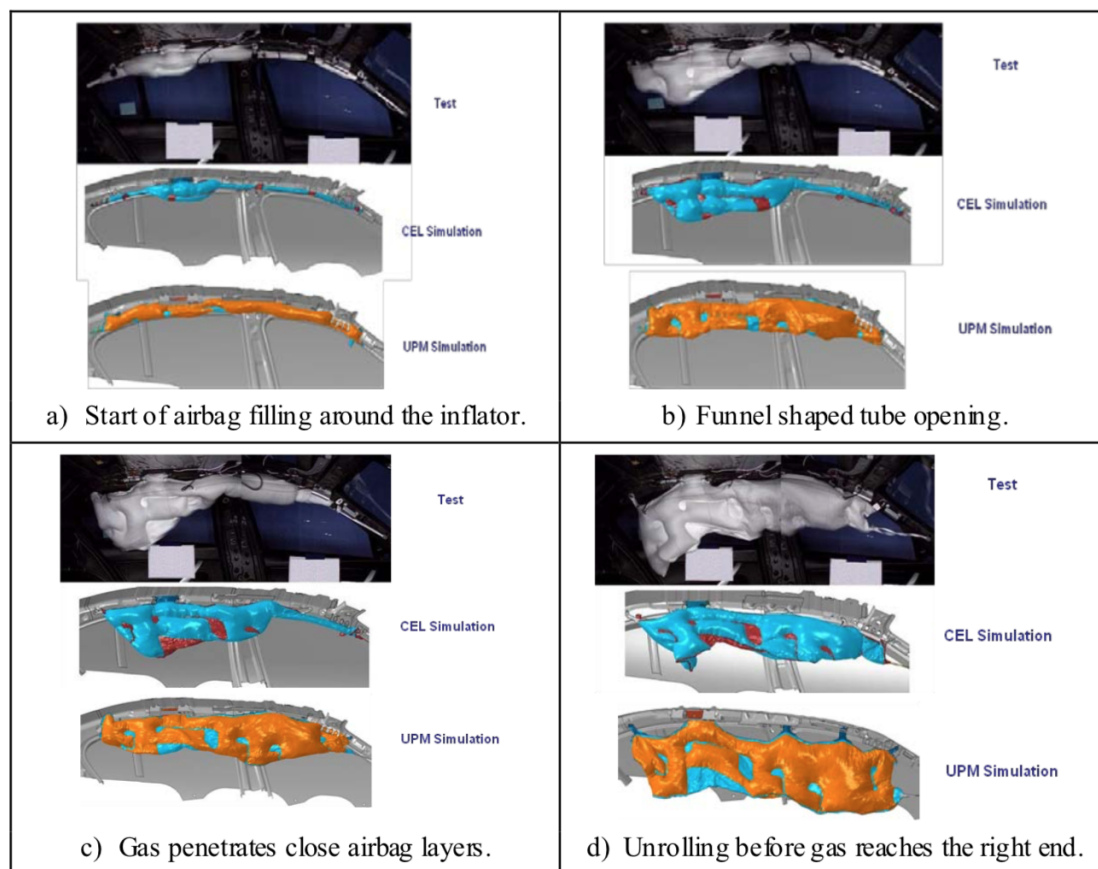 Test
CEL Simulation
UPM Simulation
a) Start of airbag filling around the inflator.
Test
CEL Simulation
UPM Simulation
b) Funnel shaped tube opening.
Test
CEL Simulation
UPM Simulation
c) Gas penetrates close airbag layers.
Test
CEL Simulation
UPM Simulation
d) Unrolling before gas reaches the right end.